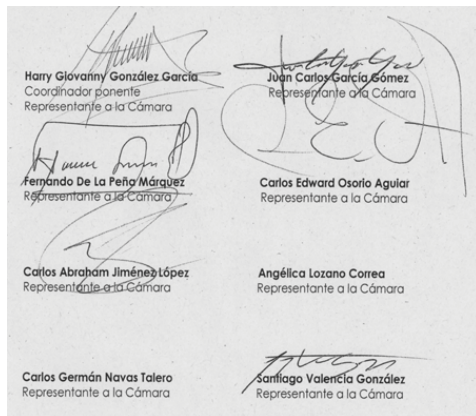 Harry Giovanny González García
Coordinador ponente
Representante a la Cámara
Juan Carlos García Gómez
Representante a la Cámara
Fernando De La Peña Márquez
Representante a la Cámara
Carlos Edward Osorio Aguiar
Representante a la Cámara
Carlos Abraham Jiménez López
Representante a la Cámara
Angélica Lozano Correa
Representante a la Cámara
Carlos Germán Navas Talero
Representante a la Cámara
Santiago Valencia González
Representante a la Cámara